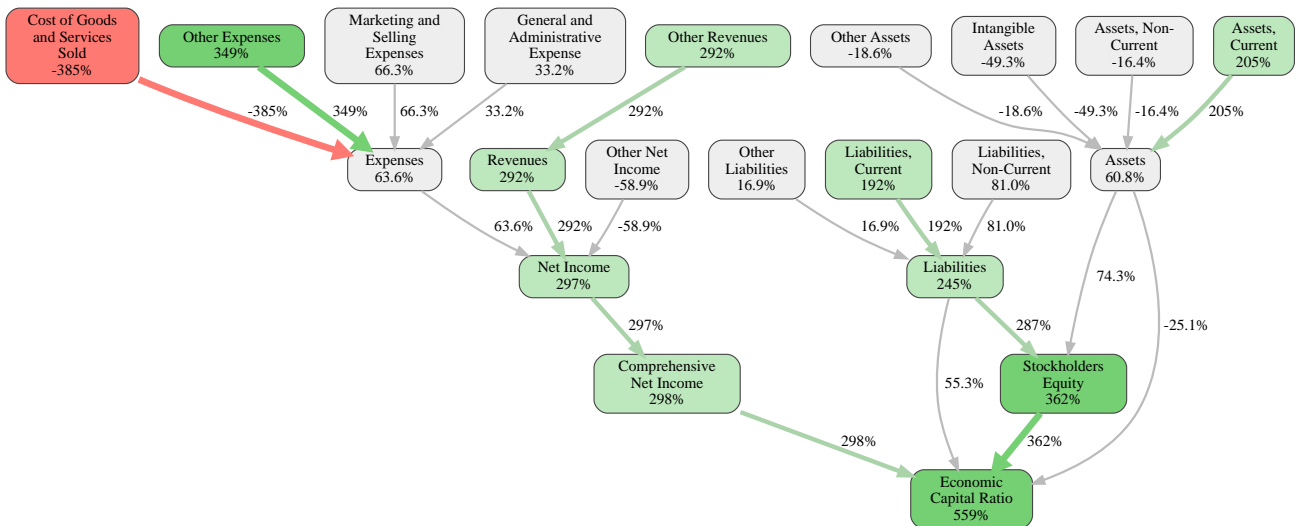 Cost of Goods
and Services
Sold
-385%
Other Expenses
349%
Marketing and
Selling
Expenses
66.3%
General and
Administrative
Expense
33.2%
Other Revenues
292%
Other Assets
-18.6%
Intangible
Assets
-49.3%
Assets, Non-
Current
-16.4%
Assets,
Current
205%
-385%
349%
66.3%
33.2%
292%
-18.6%
-49.3%
-16.4%
205%
Expenses
63.6%
Revenues
292%
Other Net
Income
-58.9%
Other
Liabilities
16.9%
Liabilities,
Current
192%
Liabilities,
Non-Current
81.0%
Assets
60.8%
63.6%
292%
-58.9%
16.9%
192%
81.0%
Net Income
297%
Liabilities
245%
74.3%
297%
287%
-25.1%
Comprehensive
Net Income
298%
55.3%
Stockholders
Equity
362%
298%
362%
Economic
Capital Ratio
559%